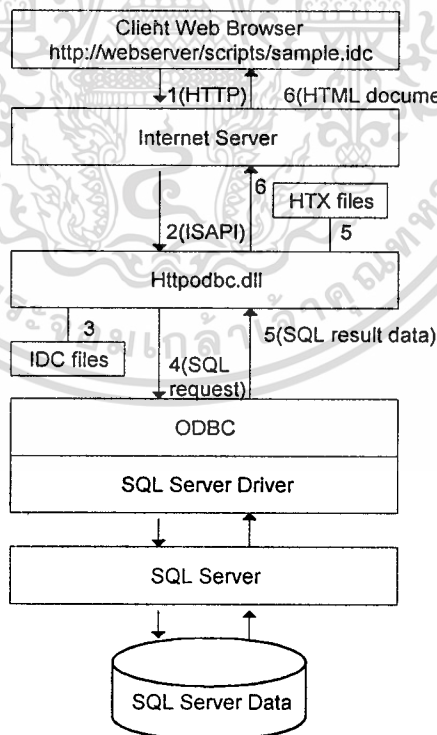 Client Web Browser
http://webserver/scripts/sample.idc
1(HTTP) 6(HTML docume
Internet Server
6
HTX files
2(ISAPI)
5
Httpodbc.dll
3
5(SQL result data)
IDC files
4(SQL
request)
ODBC
SQL Server Driver
SQL Server
SQL Server Data